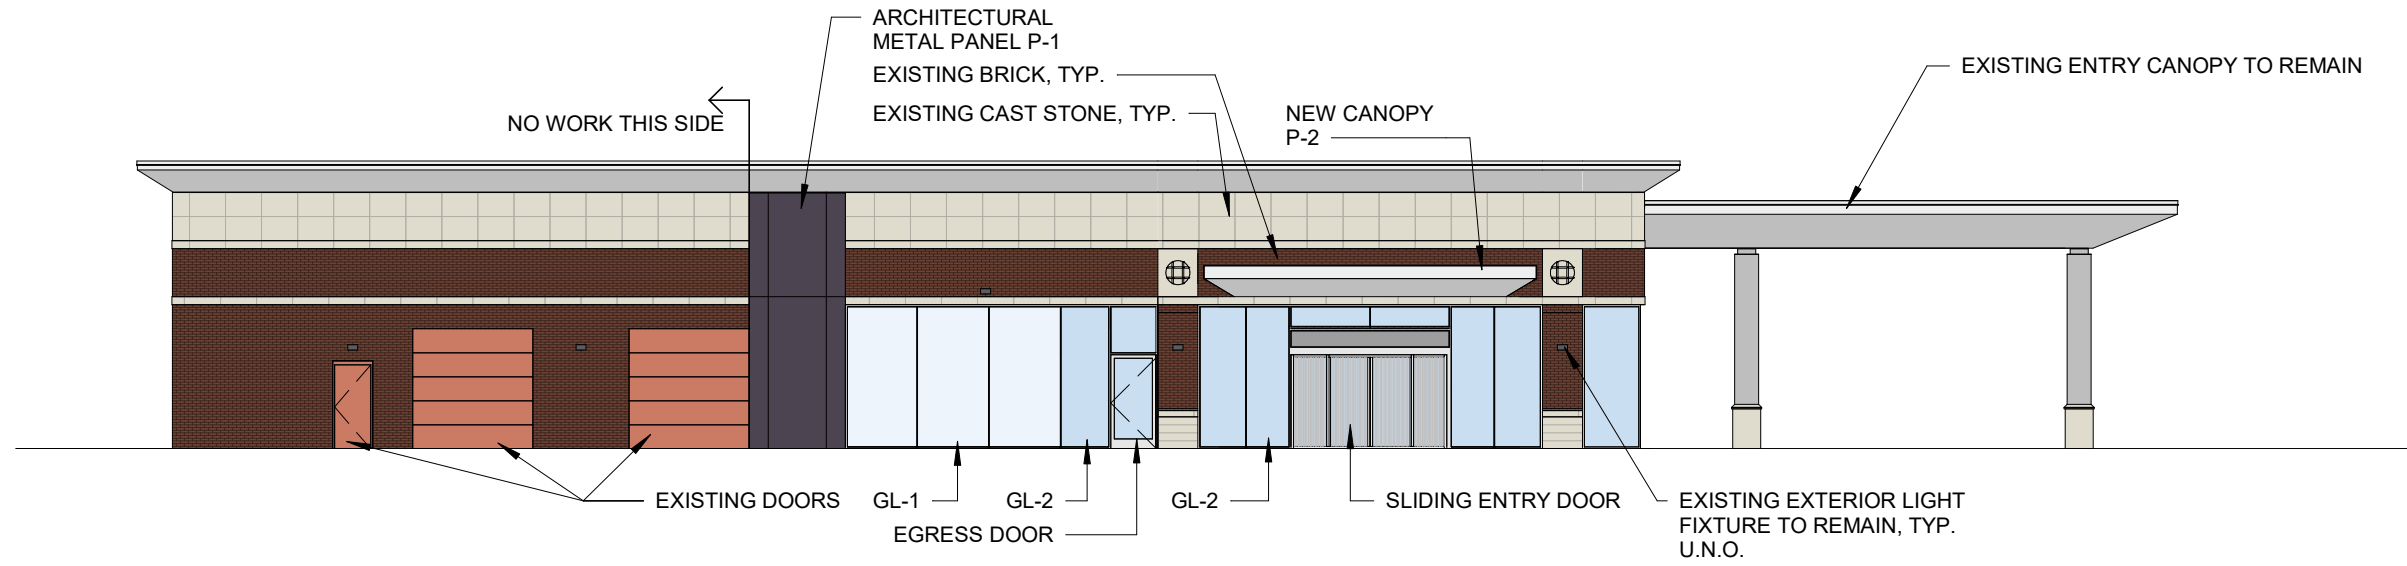 ARCHITECTURAL
METAL PANEL P-1
EXISTING BRICK, TYP.
EXISTING CAST STONE, TYP.
NO WORK THIS SIDE
NEW CANOPY
P-2
EXISTING ENTRY CANOPY TO REMAIN
EXISTING DOORS
GL-1
GL-2
EGRESS DOOR
GL-2
SLIDING ENTRY DOOR
EXISTING EXTERIOR LIGHT
FIXTURE TO REMAIN, TYP.
U.N.O.